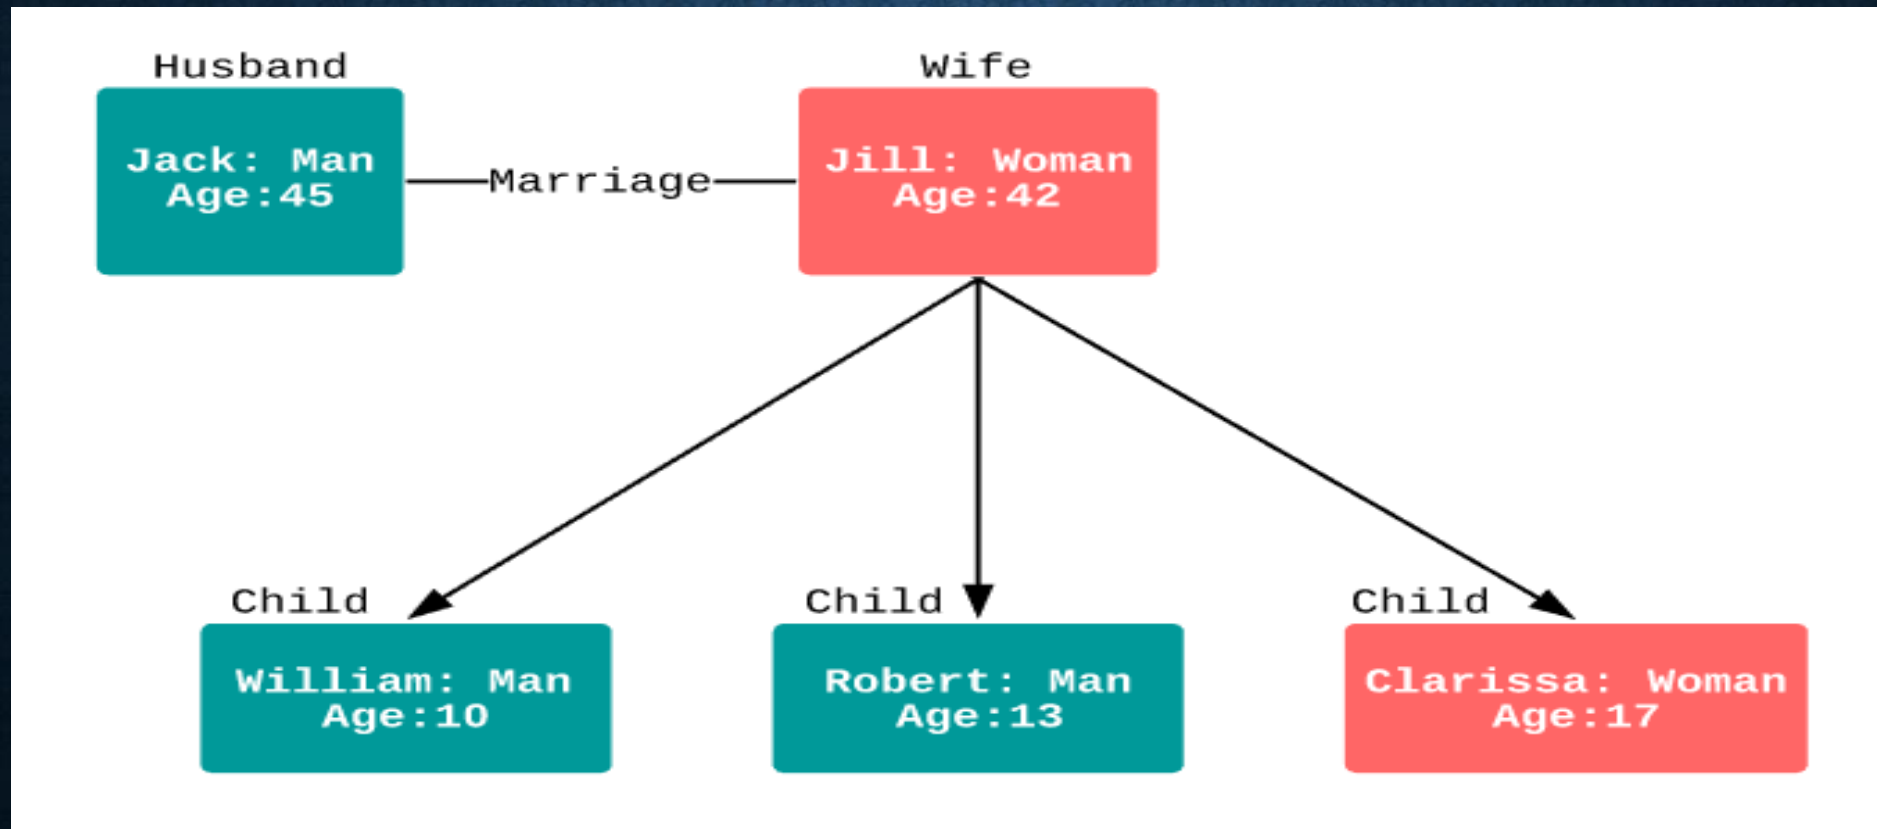 Husband
Wife
Jack: Man
Age:45
Marriage
Jill: Woman
Age:42
Child
Child
Child
William: Man
Age:10
Robert: Man
Age:13
Clarissa: Woman
Age:17